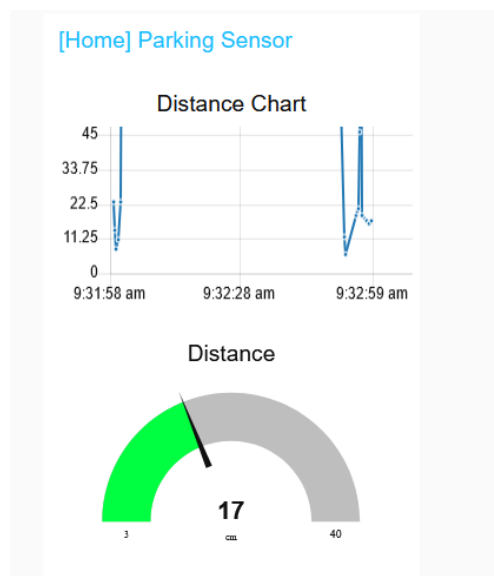 [Home] Parking Sensor
Distance Chart
45
33.75
22.5
11.25
0
9:31:58 am 9:32:28 am 9:32:59 am
Distance
17
3 cm 40